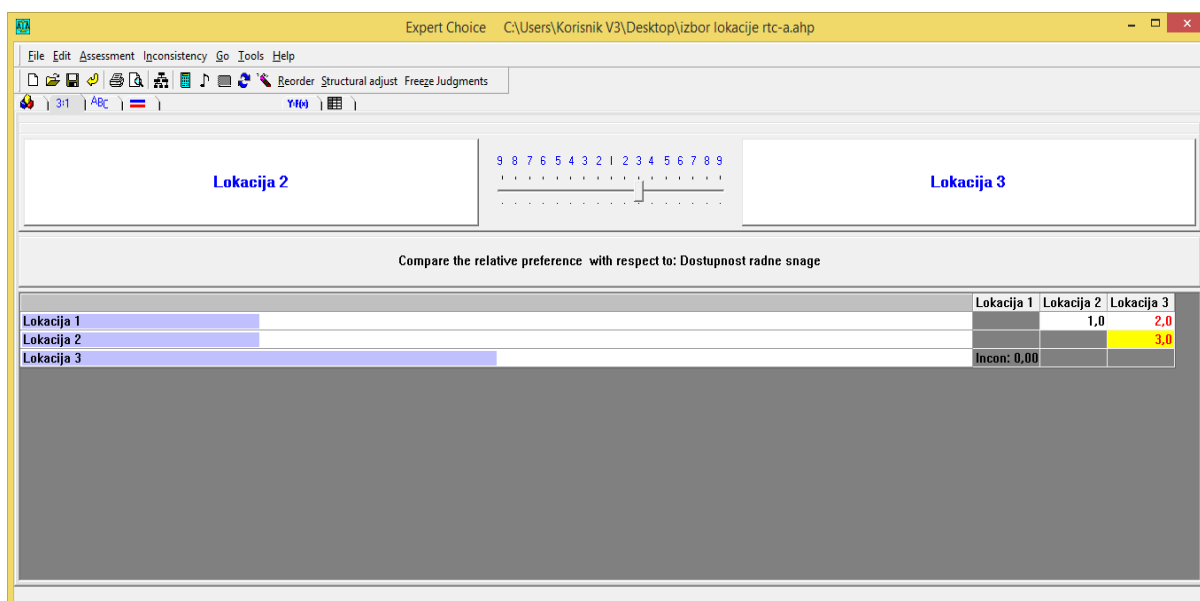 Expert Choice C:\Users\Korisnik V3\Desktop\izbor lokacije rtc-a.ahp
File Edit Assessment Inconsistency Go Tools Help
Reorder Structural adjust Freeze Judgments
3:1 ABC Y=f(x)
9 8 7 6 5 4 3 2 1 2 3 4 5 6 7 8 9
Lokacija 2 Lokacija 3
Compare the relative preference with respect to: Dostupnost radne snage
Lokacija 1 Lokacija 2 Lokacija 3
Lokacija 1 1,0 2,0
Lokacija 2 3,0
Lokacija 3 Incon: 0,00